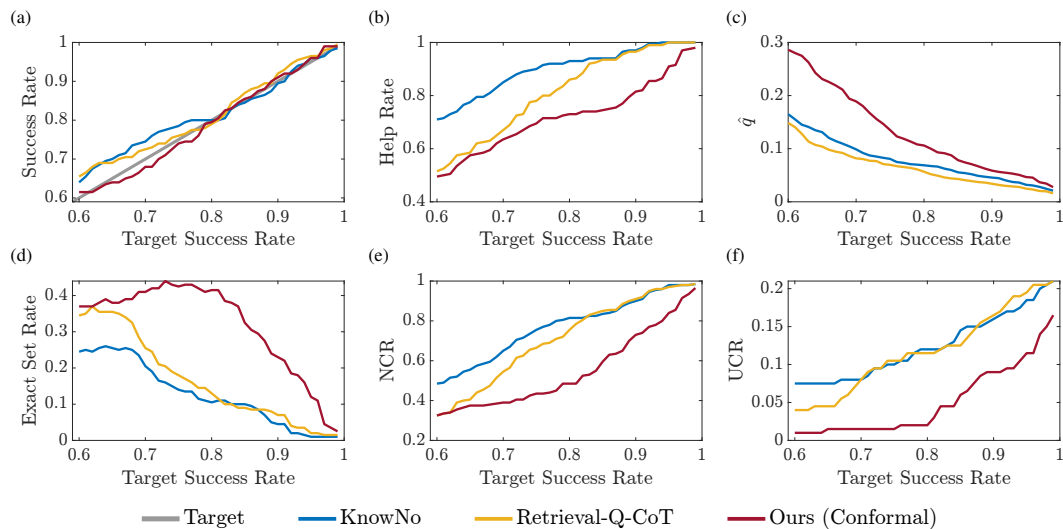 (a)
(b)
(c)
1
0.9
0.8
0.7
0.6
Success Rate
0.6 0.7 0.8 0.9 1
Target Success Rate
1
0.8
0.6
0.4
Help Rate
0.6 0.7 0.8 0.9 1
Target Success Rate
0.3
0.2
0.1
0
q̂
0.6 0.7 0.8 0.9 1
Target Success Rate
(d)
(e)
(f)
0.4
0.3
0.2
0.1
0
Exact Set Rate
0.6 0.7 0.8 0.9 1
Target Success Rate
1
0.8
0.6
0.4
0.2
NCR
0.6 0.7 0.8 0.9 1
Target Success Rate
0.2
0.15
0.1
0.05
0
UCR
0.6 0.7 0.8 0.9 1
Target Success Rate
Target KnowNo Retrieval-Q-CoT Ours (Conformal)